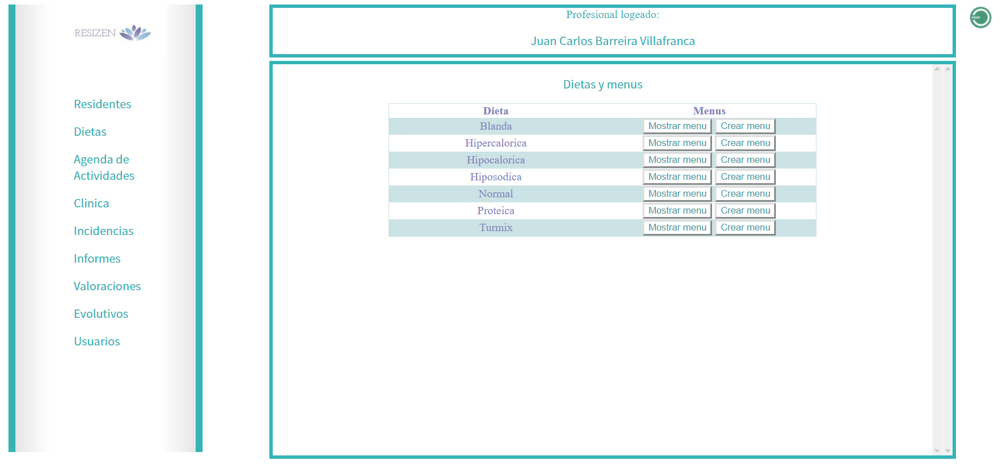 RESIZEN
Residentes
Dietas
Agenda de
Actividades
Clinica
Incidencias
Informes
Valoraciones
Evolutivos
Usuarios
Profesional logeado:
Juan Carlos Barreira Villafranca
Dietas y menus
Dieta Menus
Blanda Mostrar menu Crear menu
Hipercalorica Mostrar menu Crear menu
Hipocalorica Mostrar menu Crear menu
Hiposodica Mostrar menu Crear menu
Normal Mostrar menu Crear menu
Proteica Mostrar menu Crear menu
Turmix Mostrar menu Crear menu